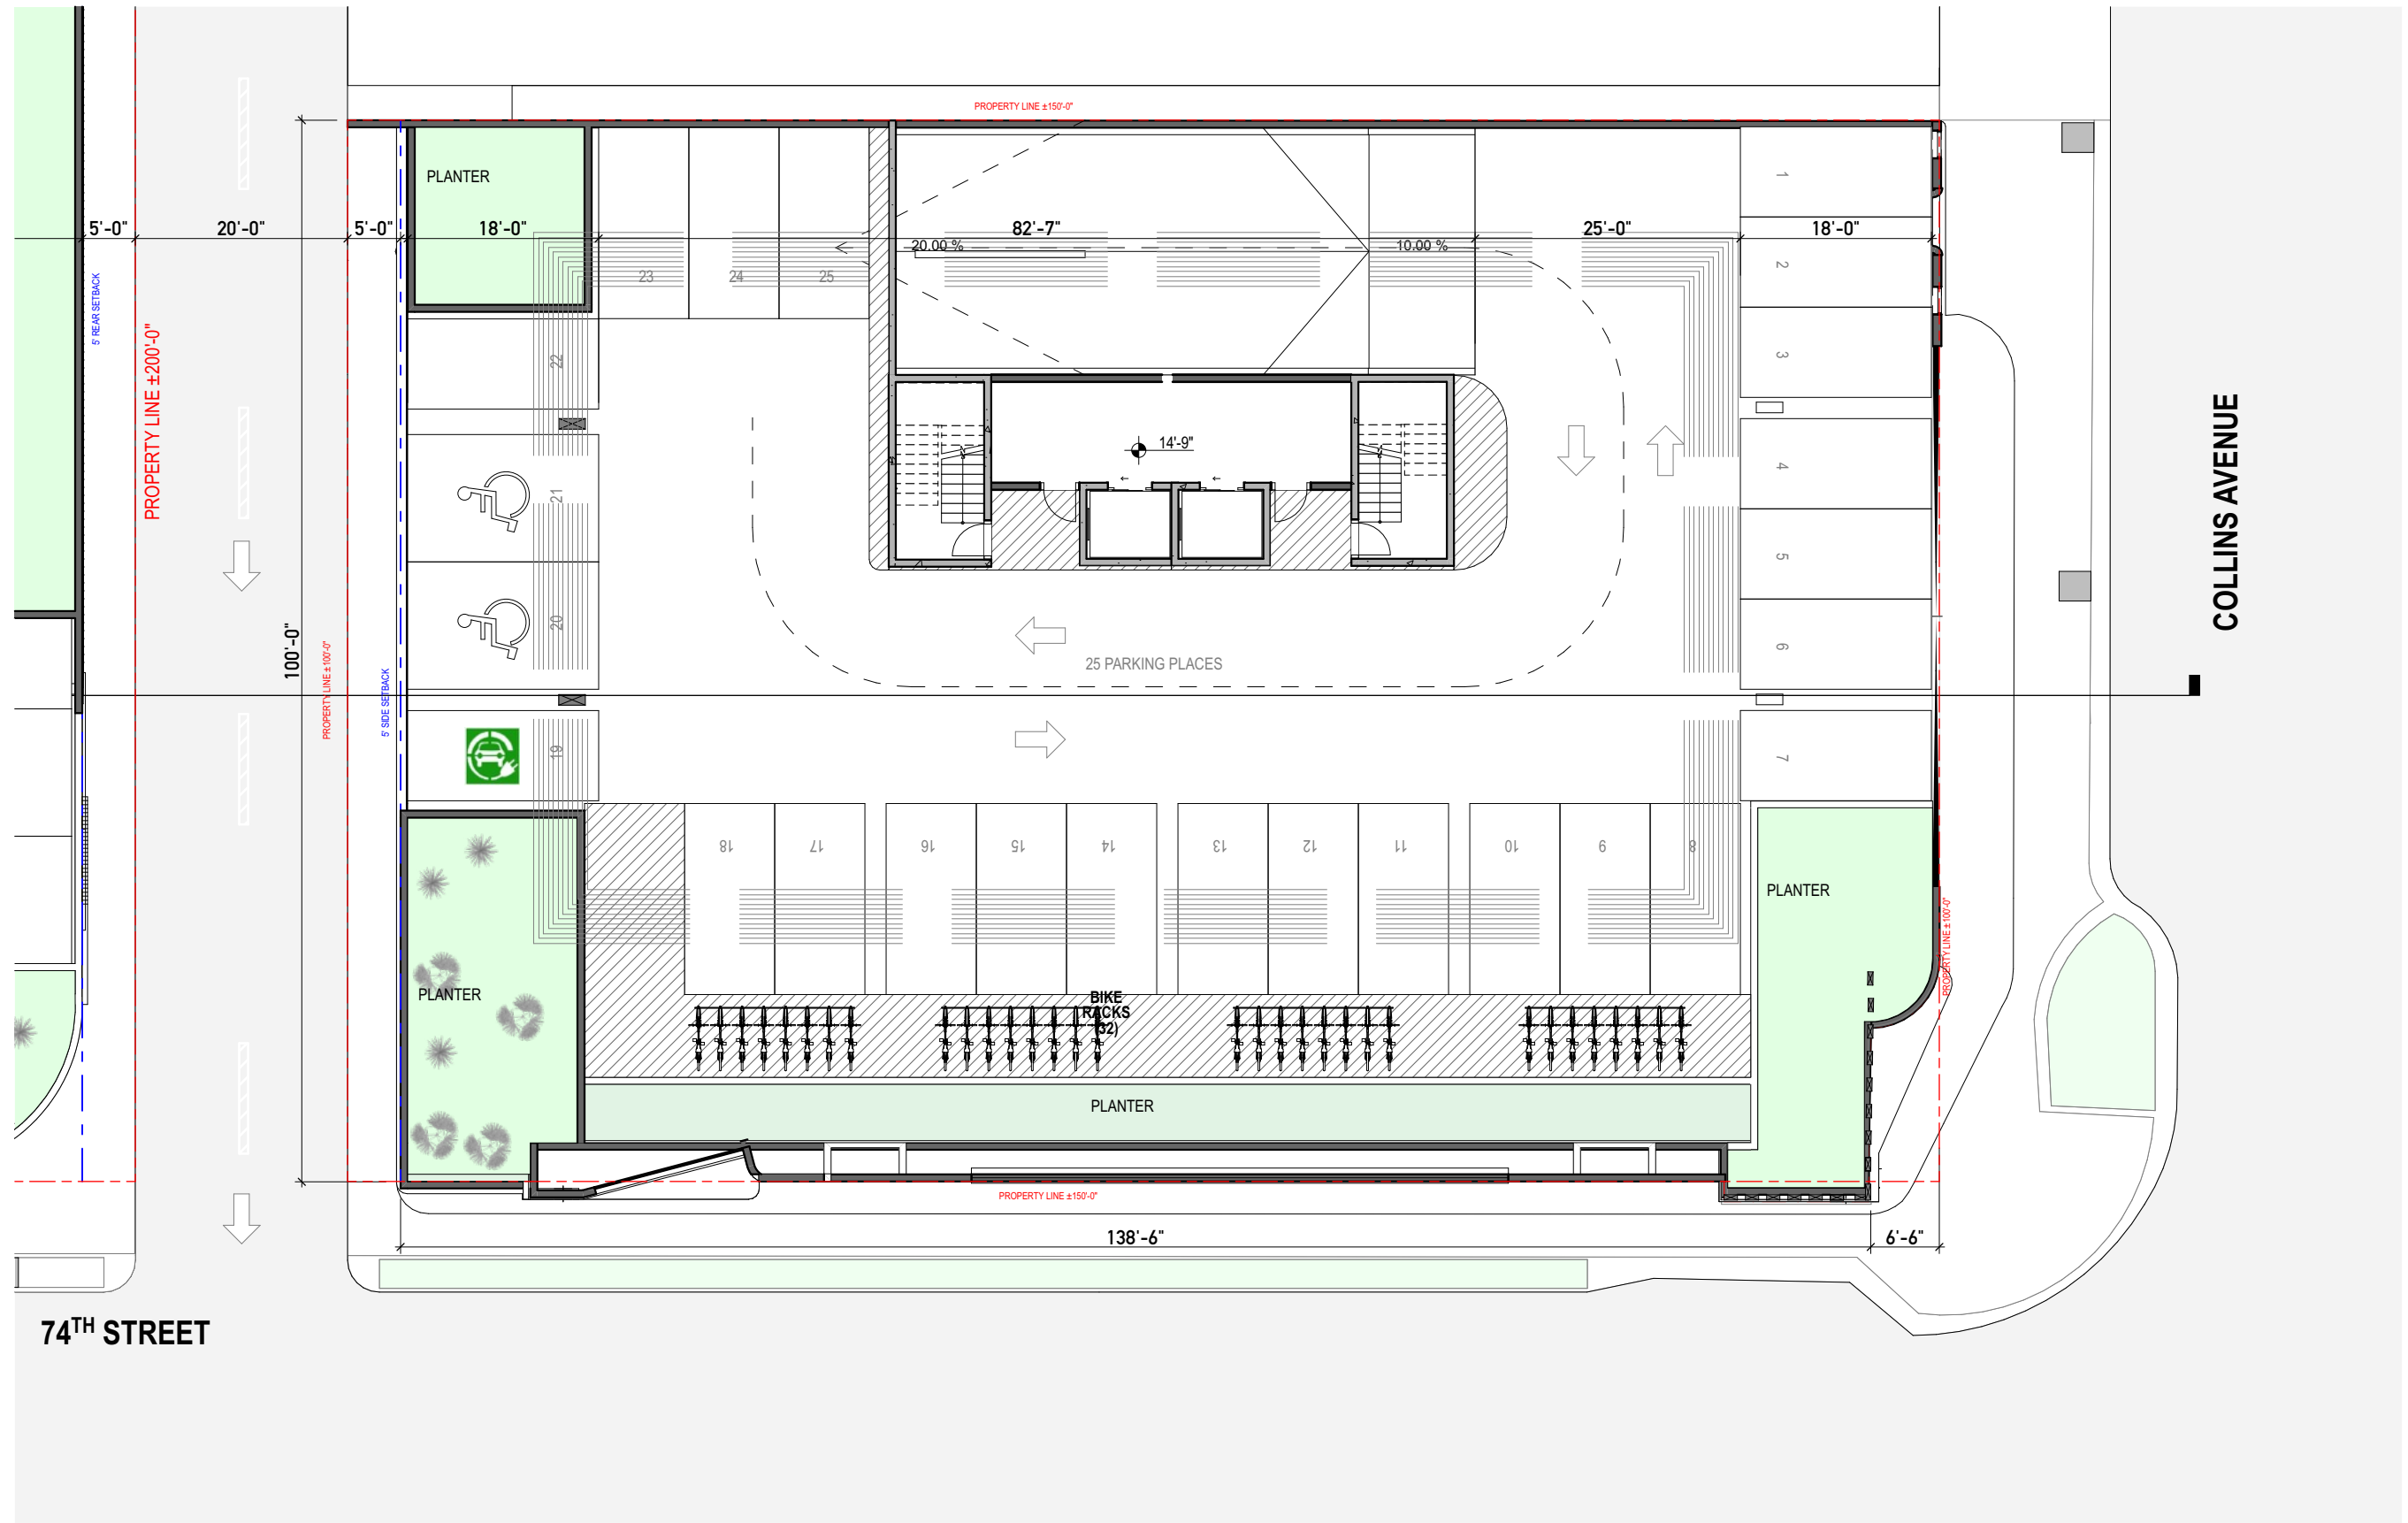 PROPERTY LINE ±150'-0"
PLANTER
5'-0"
20'-0"
5'-0"
18'-0"
82'-7"
25'-0"
18'-0"
20.00 %
10.00 %
1
2
3
4
5
6
7
23
24
25
22
21
20
19
5' REAR SETBACK
PROPERTY LINE ±200'-0"
14'-9"
COLLINS AVENUE
100'-0"
PROPERTY LINE ±100'-0"
5' SIDE SETBACK
25 PARKING PLACES
18
17
16
15
14
13
12
11
10
9
8
PLANTER
PROPERTY LINE ±100'-0"
PLANTER
BIKE
RACKS
(32)
PLANTER
PROPERTY LINE ±150'-0"
138'-6"
6'-6"
74TH STREET